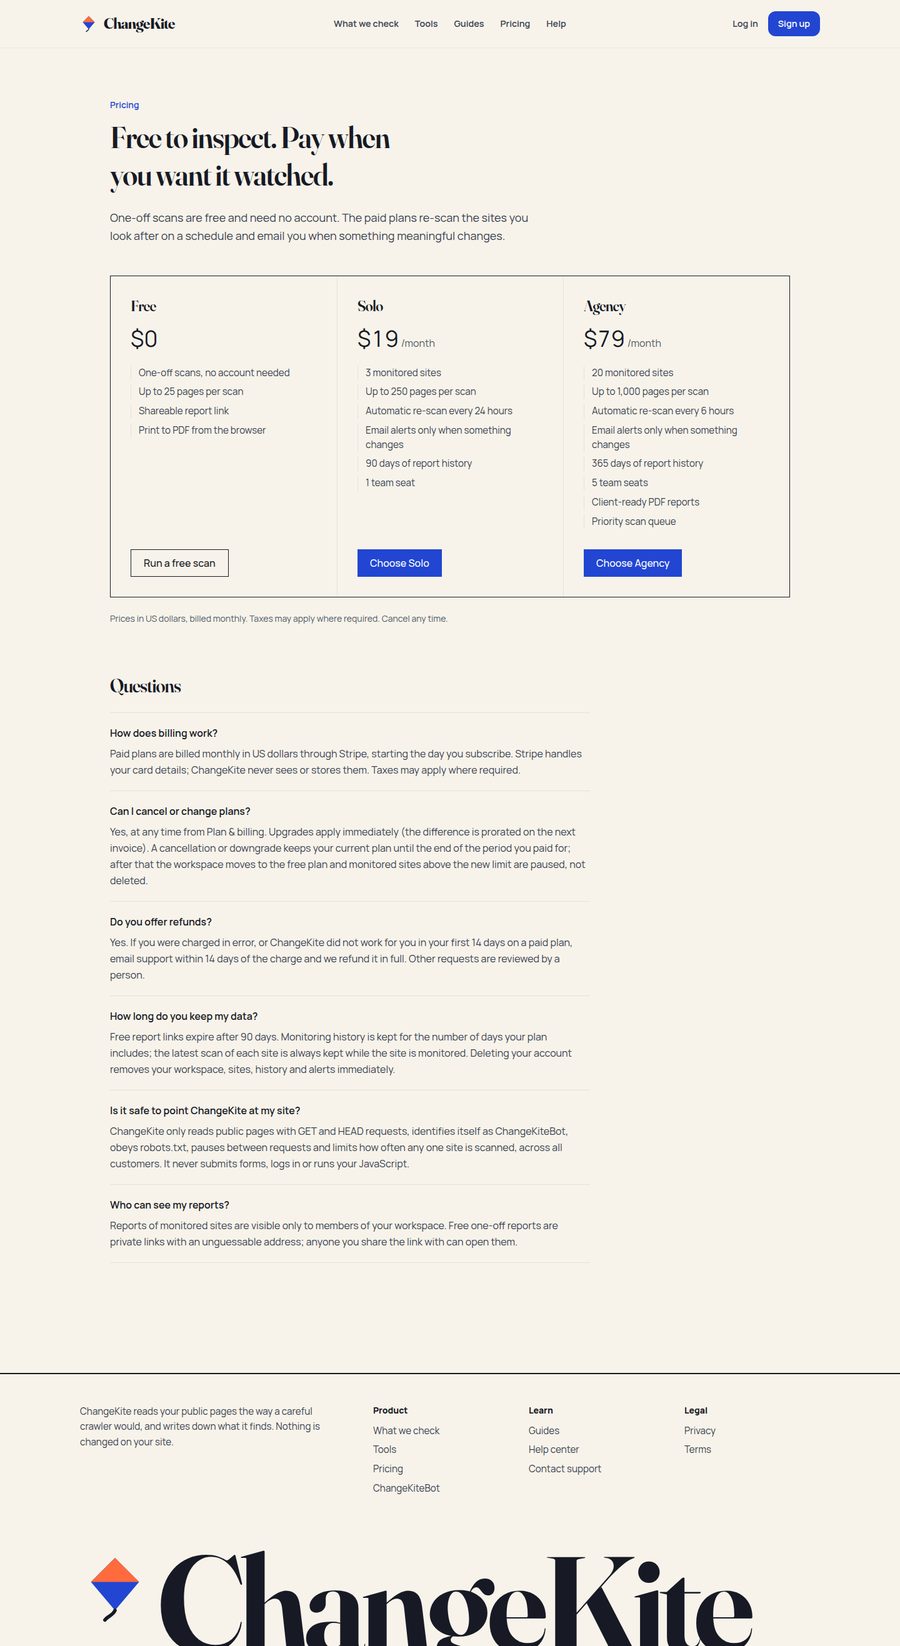 ChangeKite
What we check
Tools
Guides
Pricing
Help
Log in
Sign up
Pricing
Free to inspect. Pay when
you want it watched.
One-off scans are free and need no account. The paid plans re-scan the sites you
look after on a schedule and email you when something meaningful changes.
Free
$0
One-off scans, no account needed
Up to 25 pages per scan
Shareable report link
Print to PDF from the browser
Run a free scan
Solo
$19 /month
3 monitored sites
Up to 250 pages per scan
Automatic re-scan every 24 hours
Email alerts only when something
changes
90 days of report history
1 team seat
Choose Solo
Agency
$79 /month
20 monitored sites
Up to 1,000 pages per scan
Automatic re-scan every 6 hours
Email alerts only when something
changes
365 days of report history
5 team seats
Client-ready PDF reports
Priority scan queue
Choose Agency
Prices in US dollars, billed monthly. Taxes may apply where required. Cancel any time.
Questions
How does billing work?
Paid plans are billed monthly in US dollars through Stripe, starting the day you subscribe. Stripe handles
your card details; ChangeKite never sees or stores them. Taxes may apply where required.
Can I cancel or change plans?
Yes, at any time from Plan & billing. Upgrades apply immediately (the difference is prorated on the next
invoice). A cancellation or downgrade keeps your current plan until the end of the period you paid for;
after that the workspace moves to the free plan and monitored sites above the new limit are paused, not
deleted.
Do you offer refunds?
Yes. If you were charged in error, or ChangeKite did not work for you in your first 14 days on a paid plan,
email support within 14 days of the charge and we refund it in full. Other requests are reviewed by a
person.
How long do you keep my data?
Free report links expire after 90 days. Monitoring history is kept for the number of days your plan
includes; the latest scan of each site is always kept while the site is monitored. Deleting your account
removes your workspace, sites, history and alerts immediately.
Is it safe to point ChangeKite at my site?
ChangeKite only reads public pages with GET and HEAD requests, identifies itself as ChangeKiteBot,
obeys robots.txt, pauses between requests and limits how often any one site is scanned, across all
customers. It never submits forms, logs in or runs your JavaScript.
Who can see my reports?
Reports of monitored sites are visible only to members of your workspace. Free one-off reports are
private links with an unguessable address; anyone you share the link with can open them.
ChangeKite reads your public pages the way a careful
crawler would, and writes down what it finds. Nothing is
changed on your site.
Product
What we check
Tools
Pricing
ChangeKiteBot
Learn
Guides
Help center
Contact support
Legal
Privacy
Terms
ChangeKite